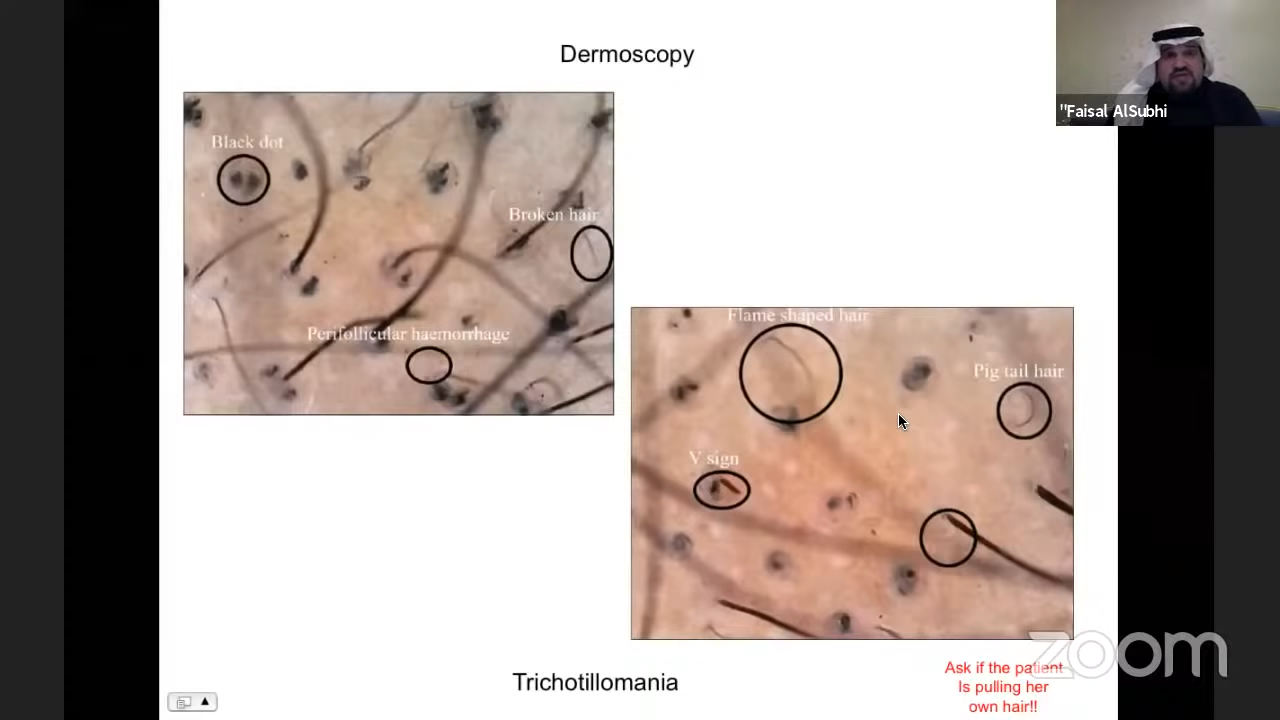 Dermoscopy
"Faisal AlSubhi
Black dot
Broken hair
Perifollicular haemorrhage
Flame shaped hair
Pig tail hair
V sign
Trichotillomania
Ask if the patient
Is pulling her
own hair!!
zoom